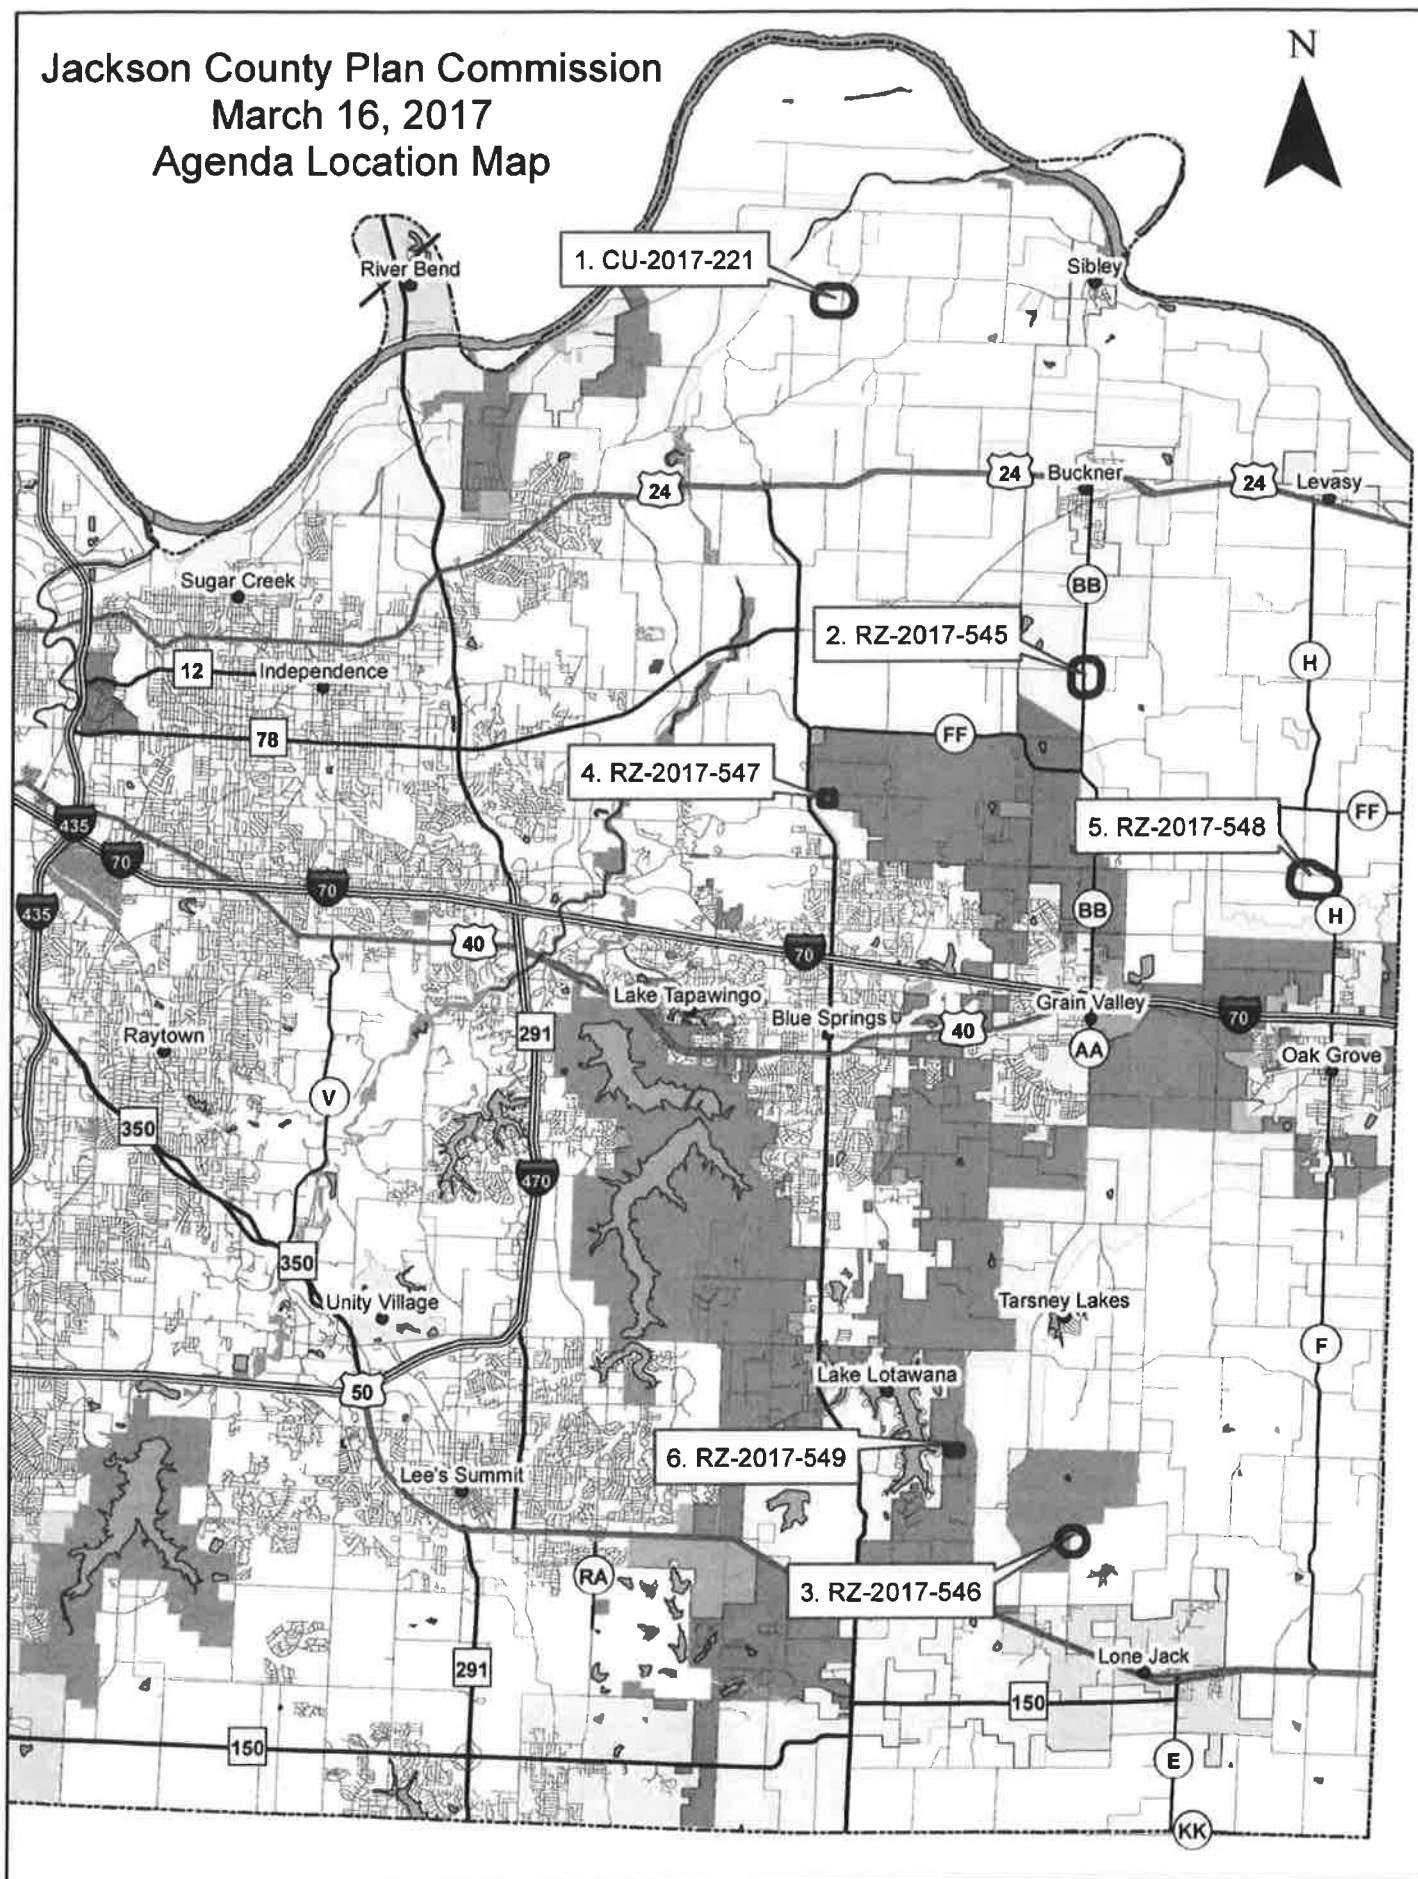 Jackson County Plan Commission
March 16, 2017
Agenda Location Map
N
River Bend
1. CU-2017-221
Sibley
24
24
Buckner
24
Levasy
Sugar Creek
BB
2. RZ-2017-545
12
Independence
H
78
FF
4. RZ-2017-547
5. RZ-2017-548
FF
435
70
70
435
BB
H
40
70
Lake Tapawingo
Blue Springs
40
Grain Valley
70
Raytown
291
AA
Oak Grove
V
350
470
350
Unity Village
Tarsney Lakes
F
50
Lake Lotawana
6. RZ-2017-549
Lee's Summit
RA
3. RZ-2017-546
291
Lone Jack
150
150
E
KK